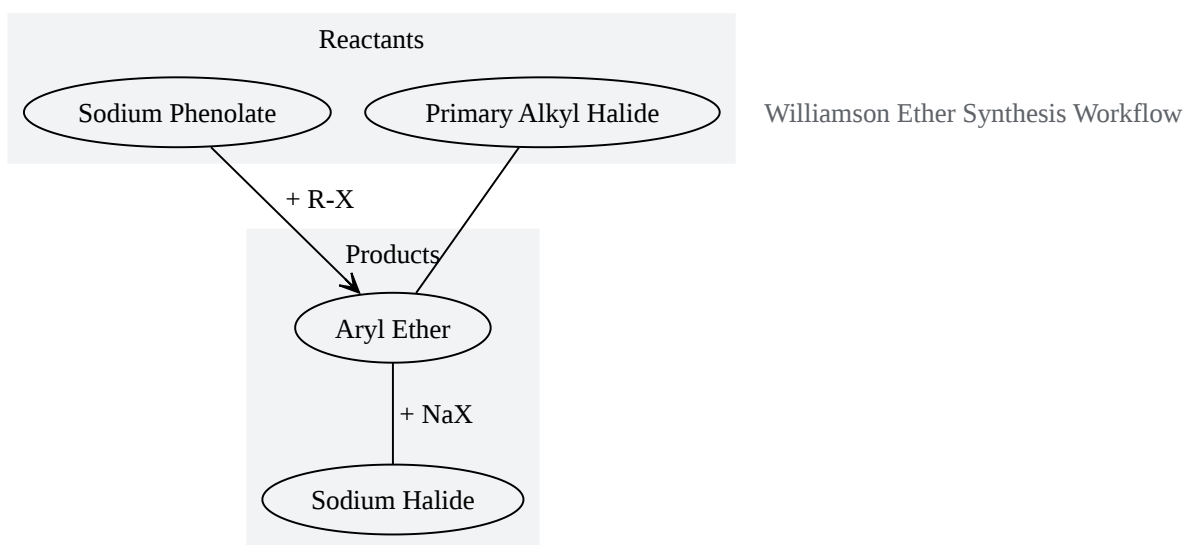 Reactants
Sodium Phenolate
Primary Alkyl Halide
Williamson Ether Synthesis Workflow
+ R-X
Products
Aryl Ether
+ NaX
Sodium Halide